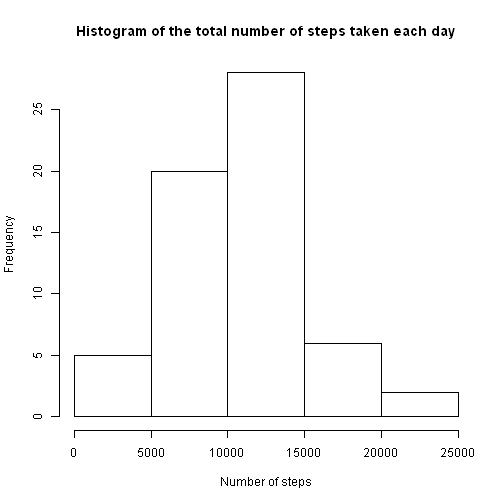 Histogram of the total number of steps taken each day
Frequency
25
20
15
10
5
0
0 5000 10000 15000 20000 25000
Number of steps